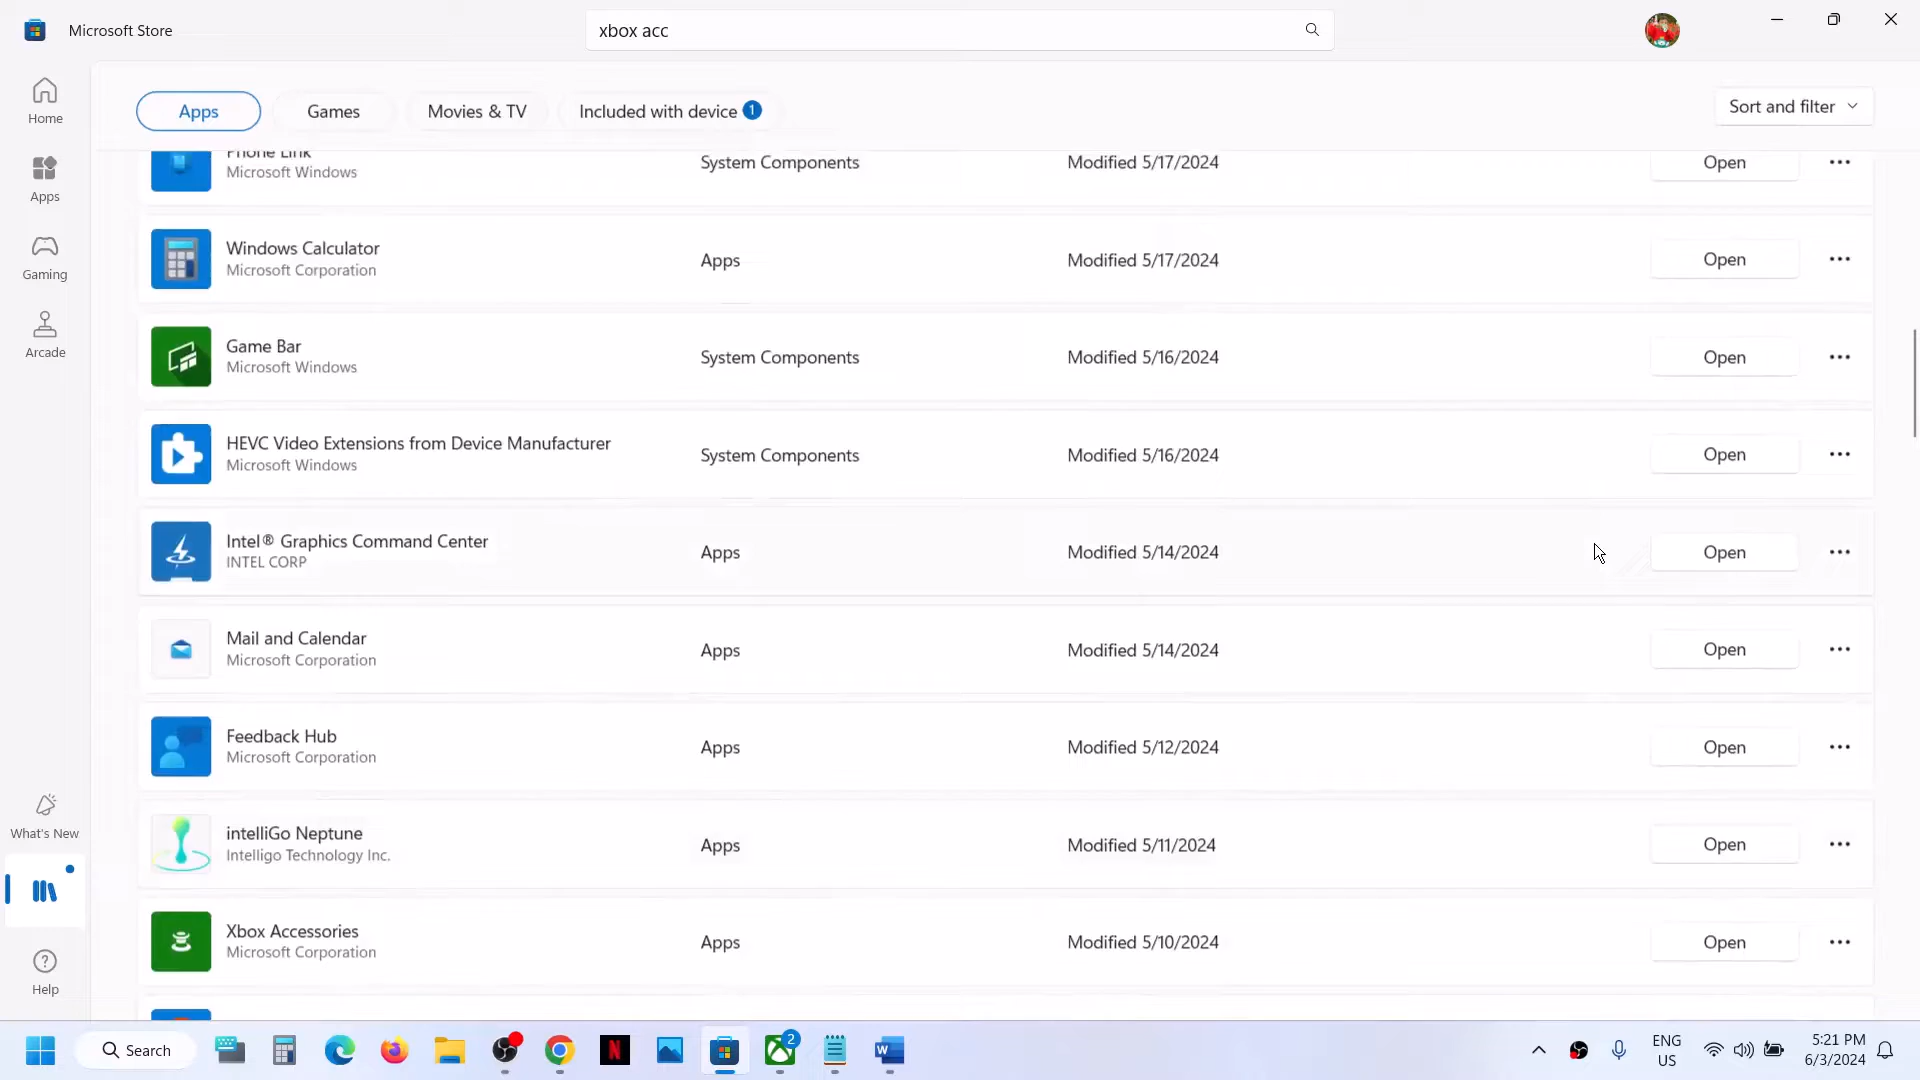 Microsoft Store
xbox acc
Home
Apps
Gaming
Arcade
What's New
Help
Apps
Games
Movies & TV
Included with device 1
Sort and filter
Phone Link
Microsoft Windows
System Components
Modified 5/17/2024
Open
Windows Calculator
Microsoft Corporation
Apps
Modified 5/17/2024
Open
Game Bar
Microsoft Windows
System Components
Modified 5/16/2024
Open
HEVC Video Extensions from Device Manufacturer
Microsoft Windows
System Components
Modified 5/16/2024
Open
Intel® Graphics Command Center
INTEL CORP
Apps
Modified 5/14/2024
Open
Mail and Calendar
Microsoft Corporation
Apps
Modified 5/14/2024
Open
Feedback Hub
Microsoft Corporation
Apps
Modified 5/12/2024
Open
intelliGo Neptune
Intelligo Technology Inc.
Apps
Modified 5/11/2024
Open
Xbox Accessories
Microsoft Corporation
Apps
Modified 5/10/2024
Open
Search
N
2
W
ENG
US
5:21 PM
6/3/2024